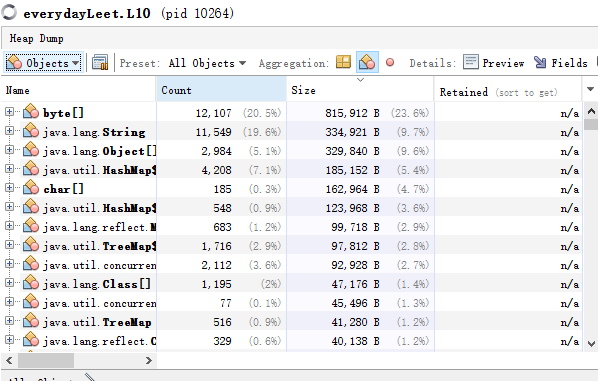 everydayLeet.L10 (pid 10264)
Heap Dump
Objects Preset: All Objects Aggregation: Details: Preview Fields
Name Count Size Retained (sort to get)
byte[] 12,107 (20.5%) 815,912 B (23.6%) n/a
java.lang.String 11,549 (19.6%) 334,921 B (9.7%) n/a
java.lang.Object[] 2,984 (5.1%) 329,840 B (9.6%) n/a
java.util.HashMap$ 4,208 (7.1%) 185,152 B (5.4%) n/a
char[] 185 (0.3%) 162,964 B (4.7%) n/a
java.util.HashMap$ 548 (0.9%) 123,968 B (3.6%) n/a
java.lang.reflect.M 683 (1.2%) 99,718 B (2.9%) n/a
java.util.TreeMap$ 1,716 (2.9%) 97,812 B (2.8%) n/a
java.util.concurren 2,112 (3.6%) 92,928 B (2.7%) n/a
java.lang.Class[] 1,195 (2%) 47,176 B (1.4%) n/a
java.util.concurren 77 (0.1%) 45,496 B (1.3%) n/a
java.util.TreeMap 516 (0.9%) 41,280 B (1.2%) n/a
java.lang.reflect.C 329 (0.6%) 40,138 B (1.2%) n/a